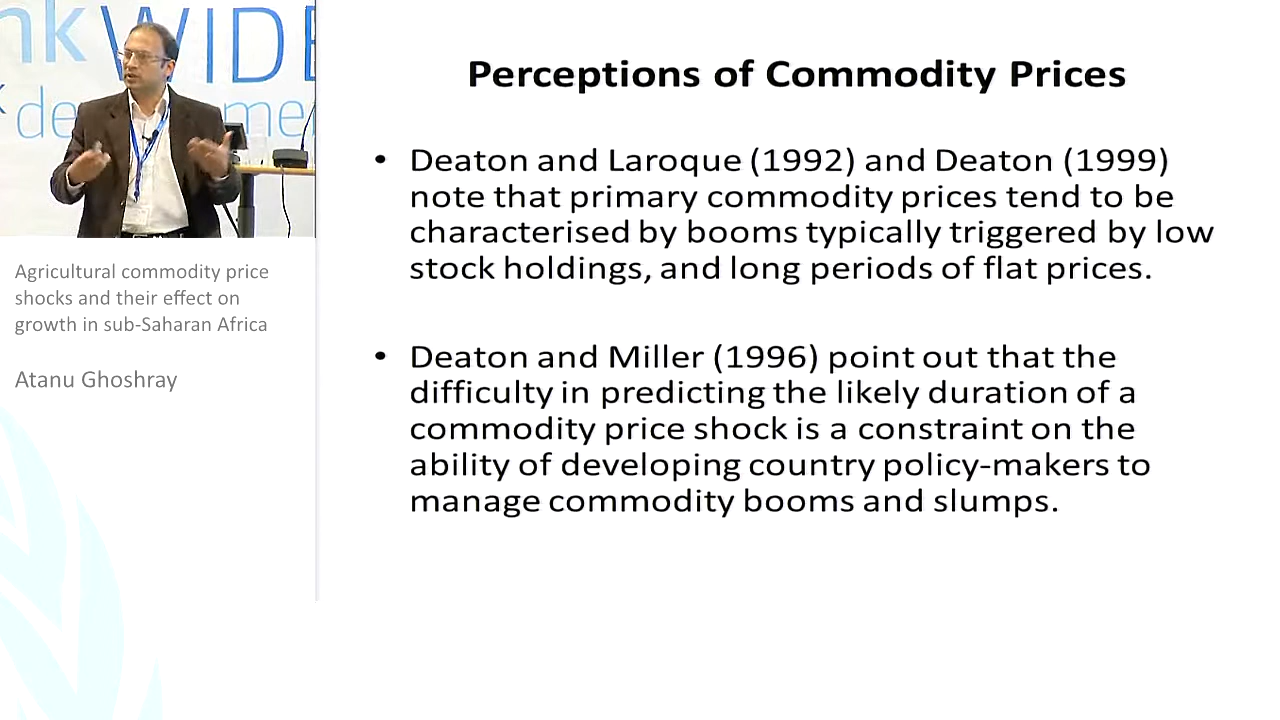 nk WIDE
k development
Agricultural commodity price
shocks and their effect on
growth in sub-Saharan Africa
Atanu Ghoshray
Perceptions of Commodity Prices
• Deaton and Laroque (1992) and Deaton (1999)
note that primary commodity prices tend to be
characterised by booms typically triggered by low
stock holdings, and long periods of flat prices.
• Deaton and Miller (1996) point out that the
difficulty in predicting the likely duration of a
commodity price shock is a constraint on the
ability of developing country policy-makers to
manage commodity booms and slumps.